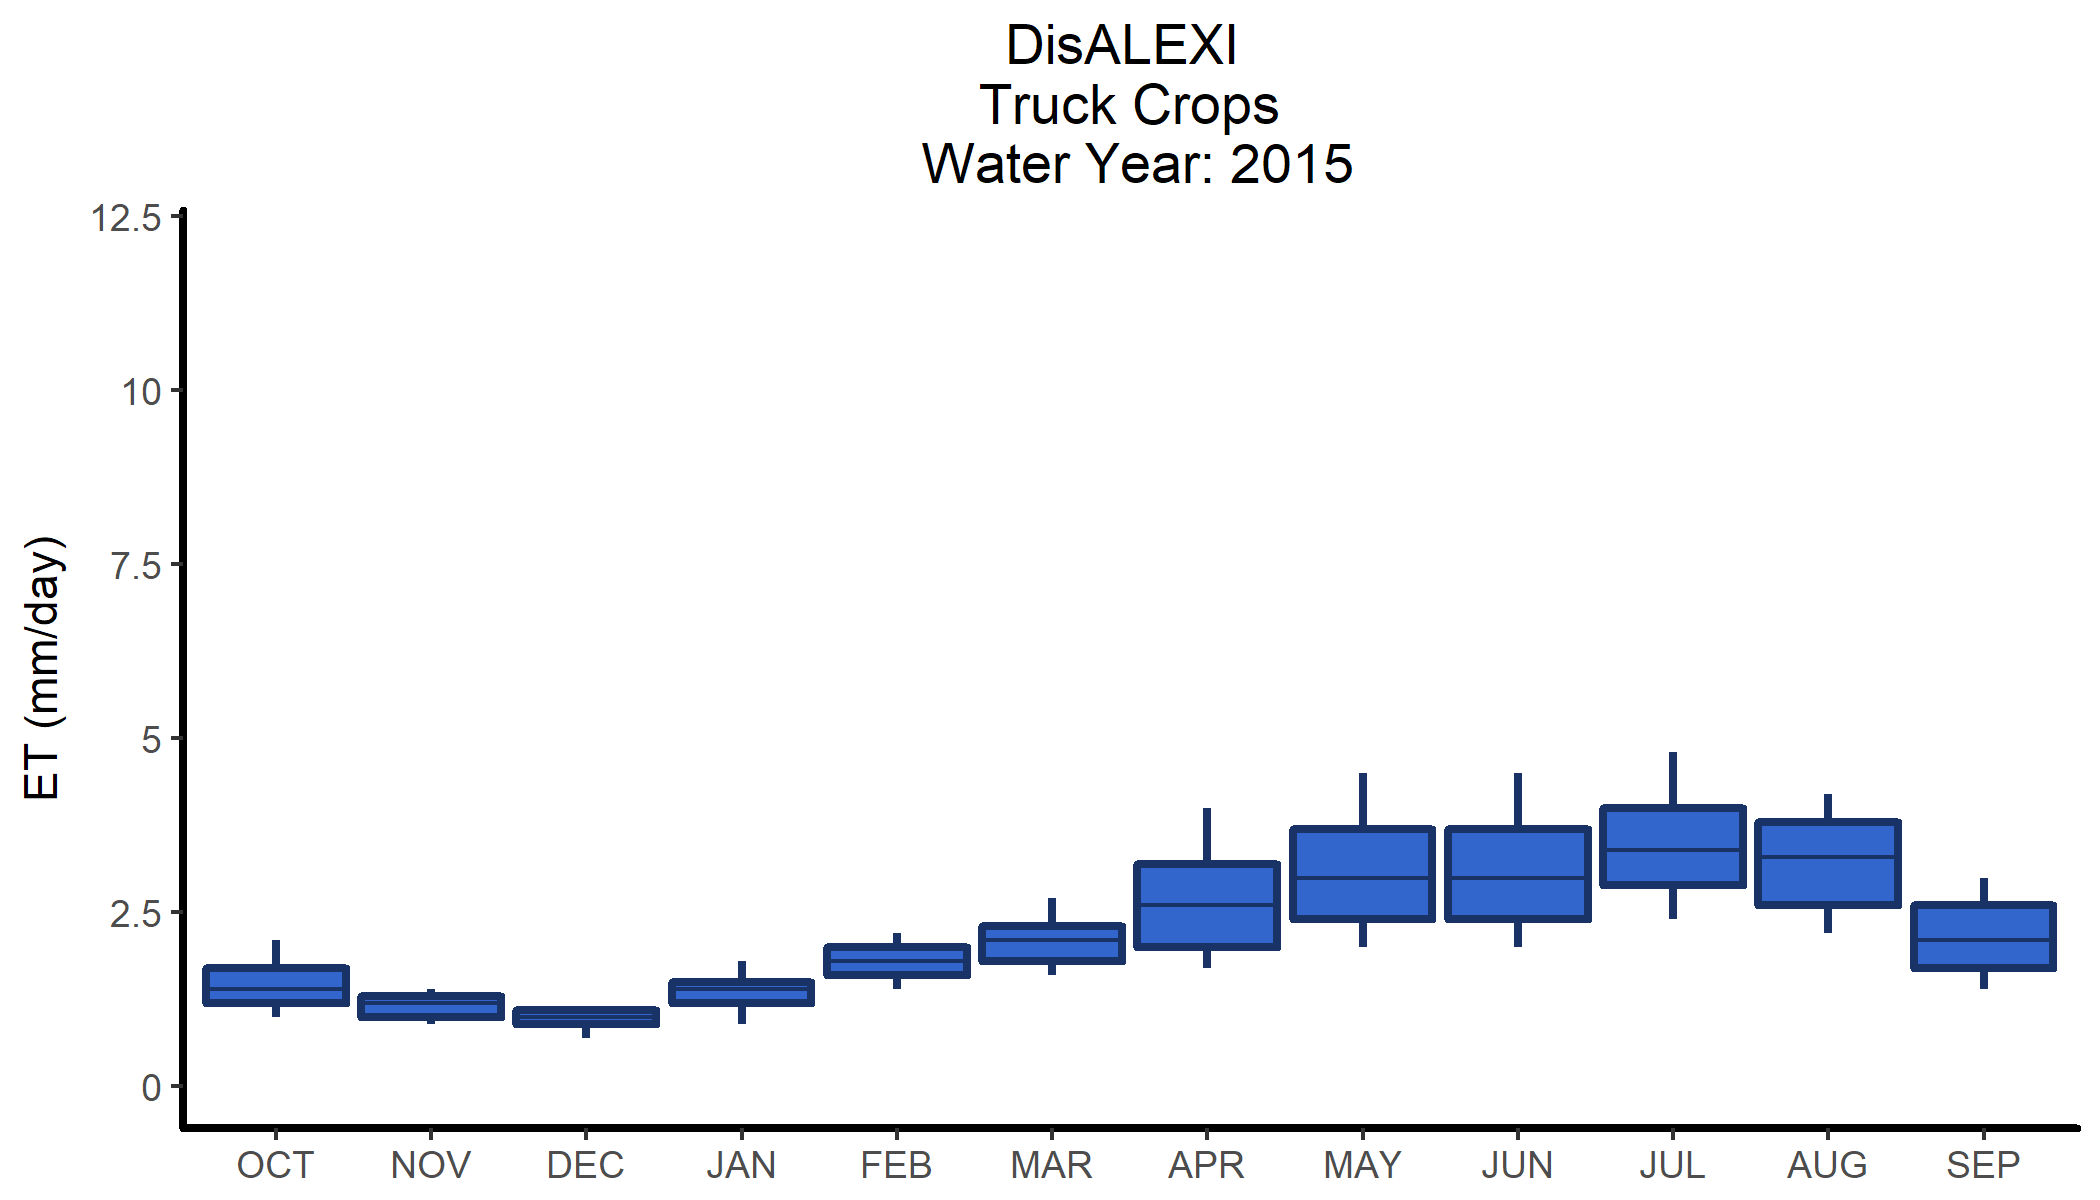 DisALEXI
Truck Crops
Water Year: 2015
ET (mm/day)
12.5
10
7.5
5
2.5
0
OCT NOV DEC JAN FEB MAR APR MAY JUN JUL AUG SEP